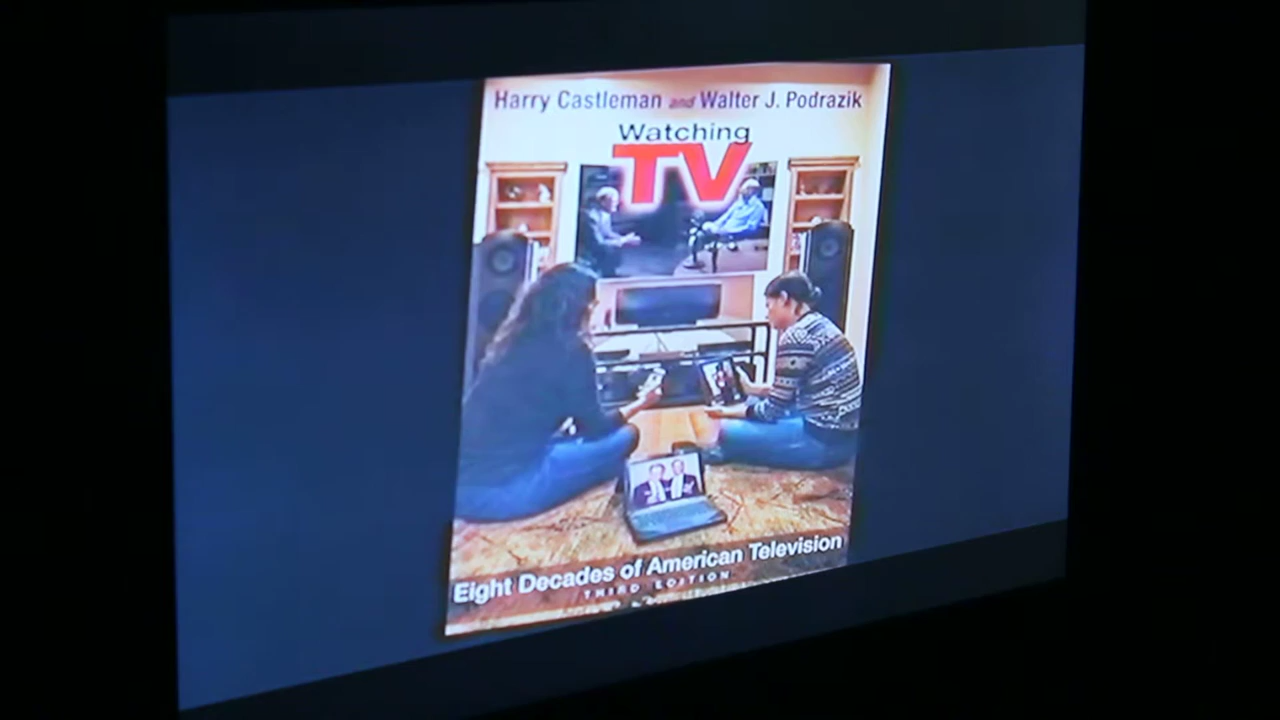 Harry Castleman and Walter J. Podrazik
Watching
TV
Eight Decades of American Television
THIRD EDITION